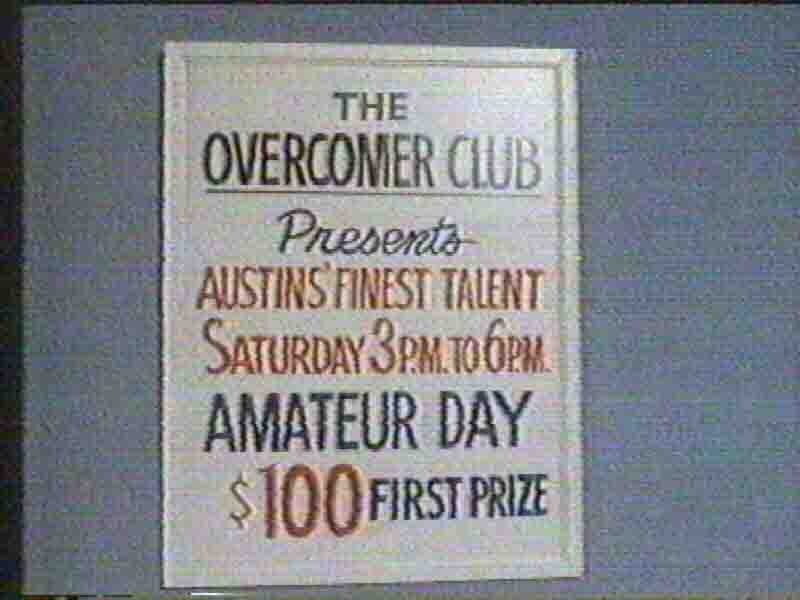 THE
OVERCOMER CLUB
Presents
AUSTINS' FINEST TALENT
SATURDAY 3 P.M. TO 6 P.M.
AMATEUR DAY
$100 FIRST PRIZE